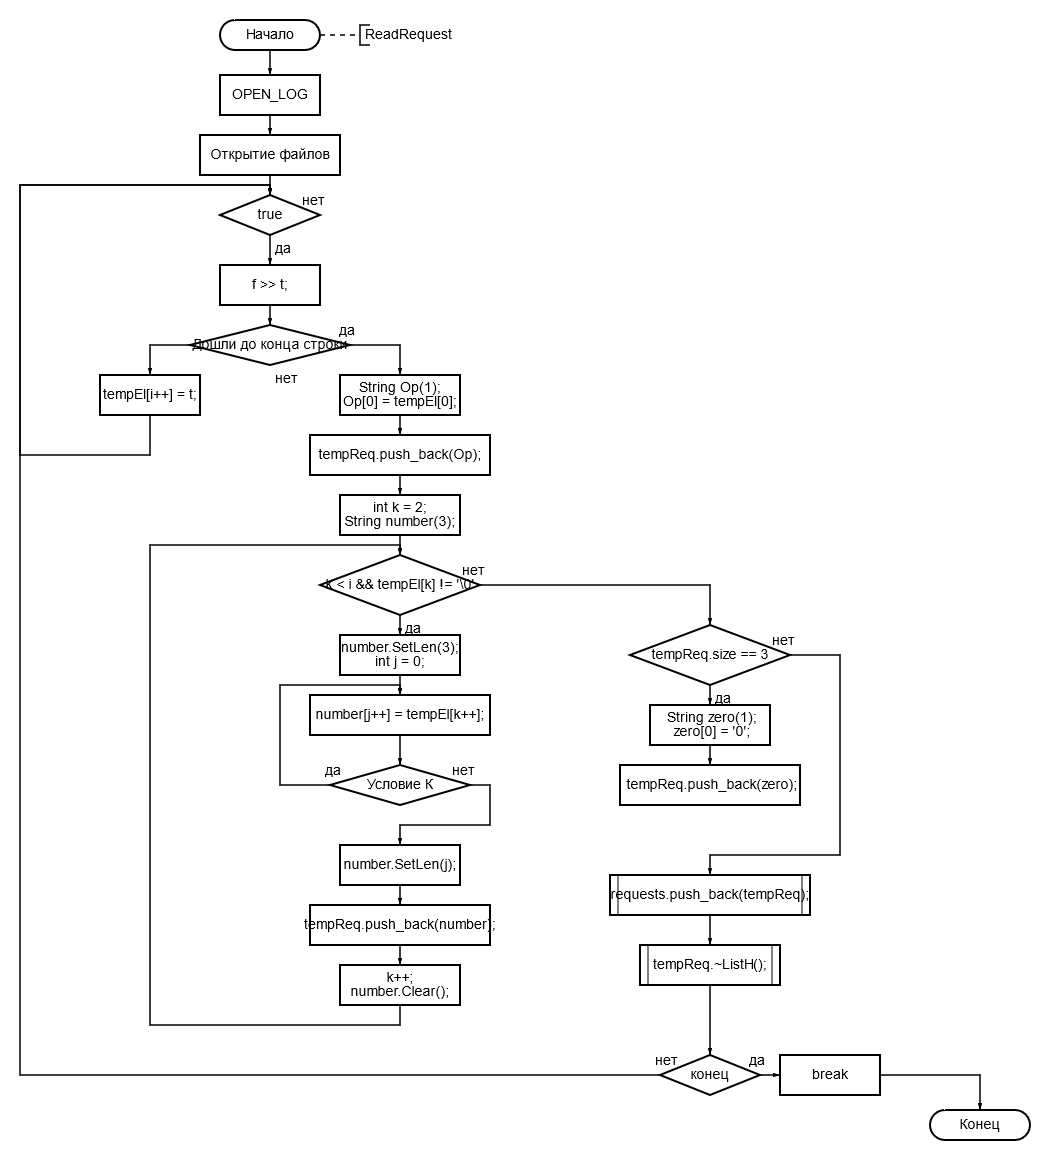 Начало
ReadRequest
OPEN_LOG
Открытие файлов
true
нет
да
f >> t;
Дошли до конца строки
да
нет
tempEl[i++] = t;
String Op(1);
Op[0] = tempEl[0];
tempReq.push_back(Op);
int k = 2;
String number(3);
k < i && tempEl[k] != '\0'
нет
да
number.SetLen(3);
int j = 0;
number[j++] = tempEl[k++];
Условие К
да
нет
number.SetLen(j);
tempReq.push_back(number);
k++;
number.Clear();
tempReq.size == 3
нет
да
String zero(1);
zero[0] = '0';
tempReq.push_back(zero);
requests.push_back(tempReq);
tempReq.~ListH();
нет
конец
да
break
Конец